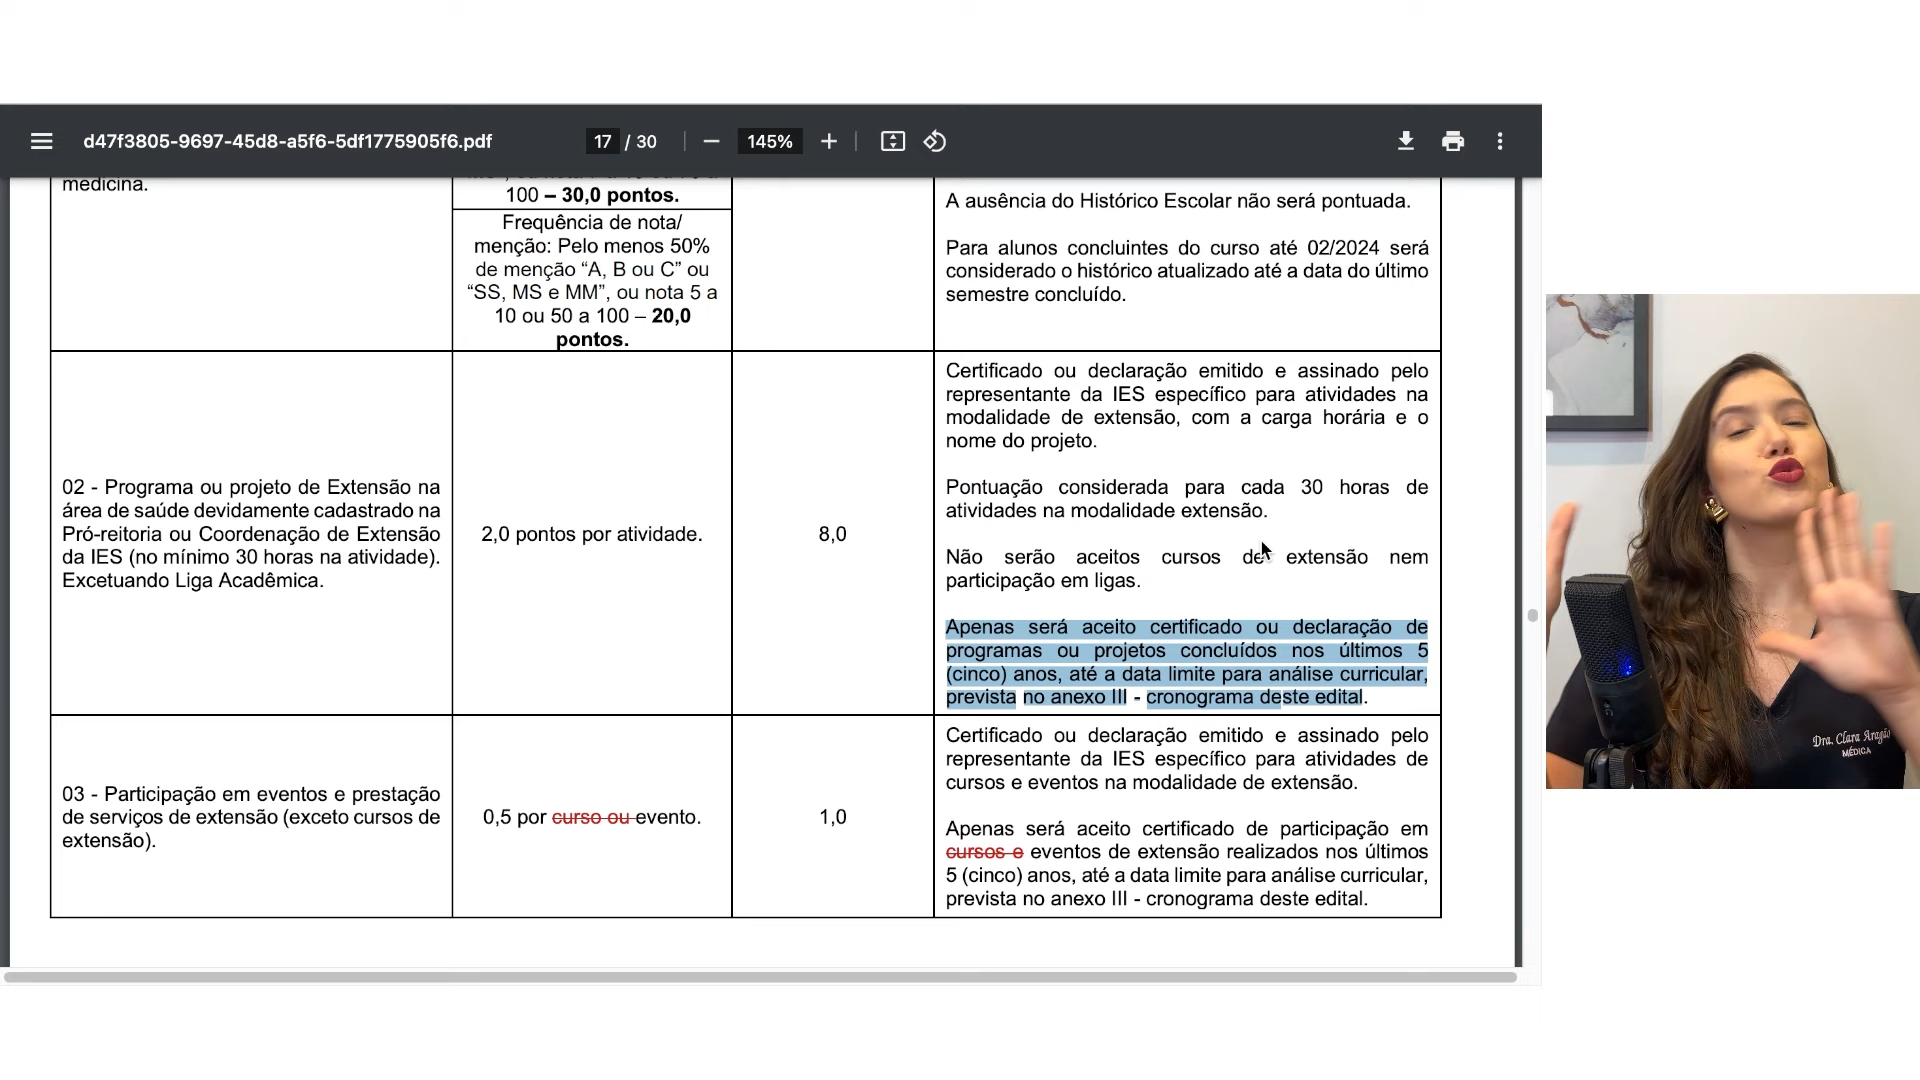 d47f3805-9697-45d8-a5f6-5df1775905f6.pdf
17 / 30
145%
medicina.
100 – 30,0 pontos.
Frequência de nota/
menção: Pelo menos 50%
de menção “A, B ou C” ou
“SS, MS e MM”, ou nota 5 a
10 ou 50 a 100 – 20,0
pontos.
A ausência do Histórico Escolar não será pontuada.
Para alunos concluintes do curso até 02/2024 será
considerado o histórico atualizado até a data do último
semestre concluído.
02 - Programa ou projeto de Extensão na
área de saúde devidamente cadastrado na
Pró-reitoria ou Coordenação de Extensão
da IES (no mínimo 30 horas na atividade).
Excetuando Liga Acadêmica.
2,0 pontos por atividade.
8,0
Certificado ou declaração emitido e assinado pelo
representante da IES específico para atividades na
modalidade de extensão, com a carga horária e o
nome do projeto.
Pontuação considerada para cada 30 horas de
atividades na modalidade extensão.
Não serão aceitos cursos de extensão nem
participação em ligas.
Apenas será aceito certificado ou declaração de
programas ou projetos concluídos nos últimos 5
(cinco) anos, até a data limite para análise curricular,
prevista no anexo III - cronograma deste edital.
03 - Participação em eventos e prestação
de serviços de extensão (exceto cursos de
extensão).
0,5 por curso ou evento.
1,0
Certificado ou declaração emitido e assinado pelo
representante da IES específico para atividades de
cursos e eventos na modalidade de extensão.
Apenas será aceito certificado de participação em
cursos e eventos de extensão realizados nos últimos
5 (cinco) anos, até a data limite para análise curricular,
prevista no anexo III - cronograma deste edital.
Dra. Clara Aragão
MÉDICA